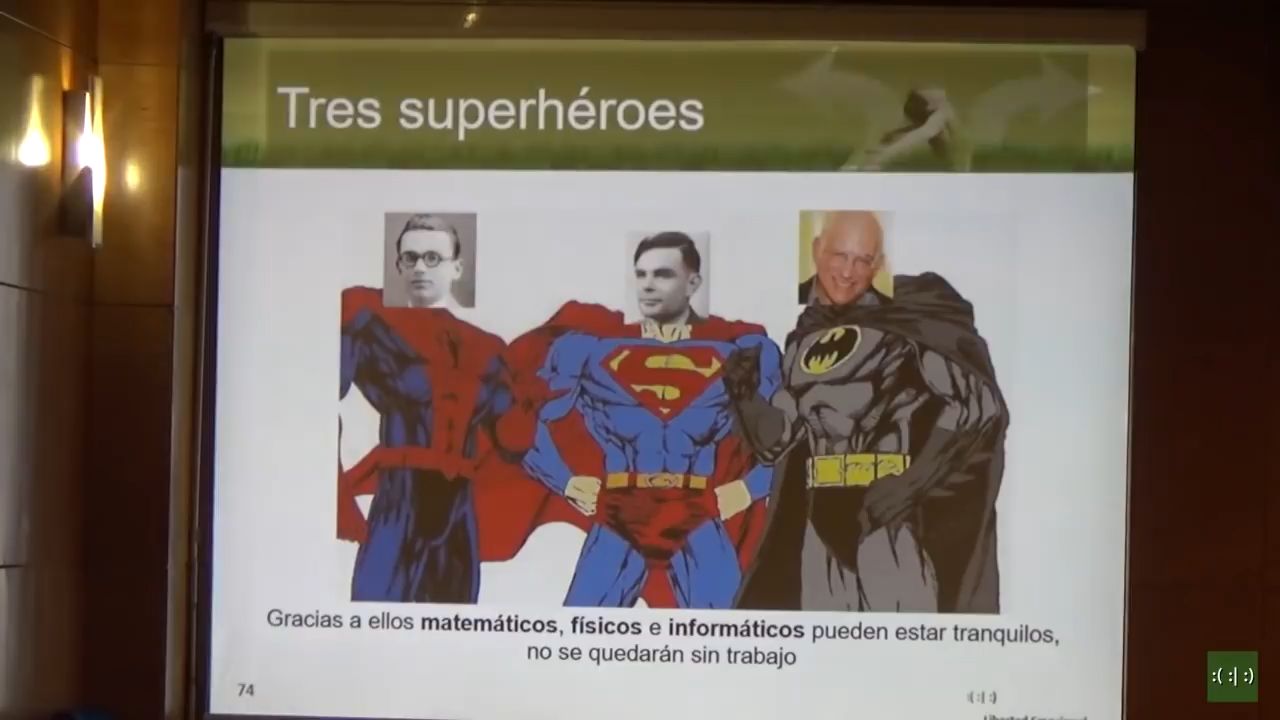 Tres superhéroes
S
Gracias a ellos matemáticos, físicos e informáticos pueden estar tranquilos,
no se quedarán sin trabajo
74
:( :| :)
:( :| :)